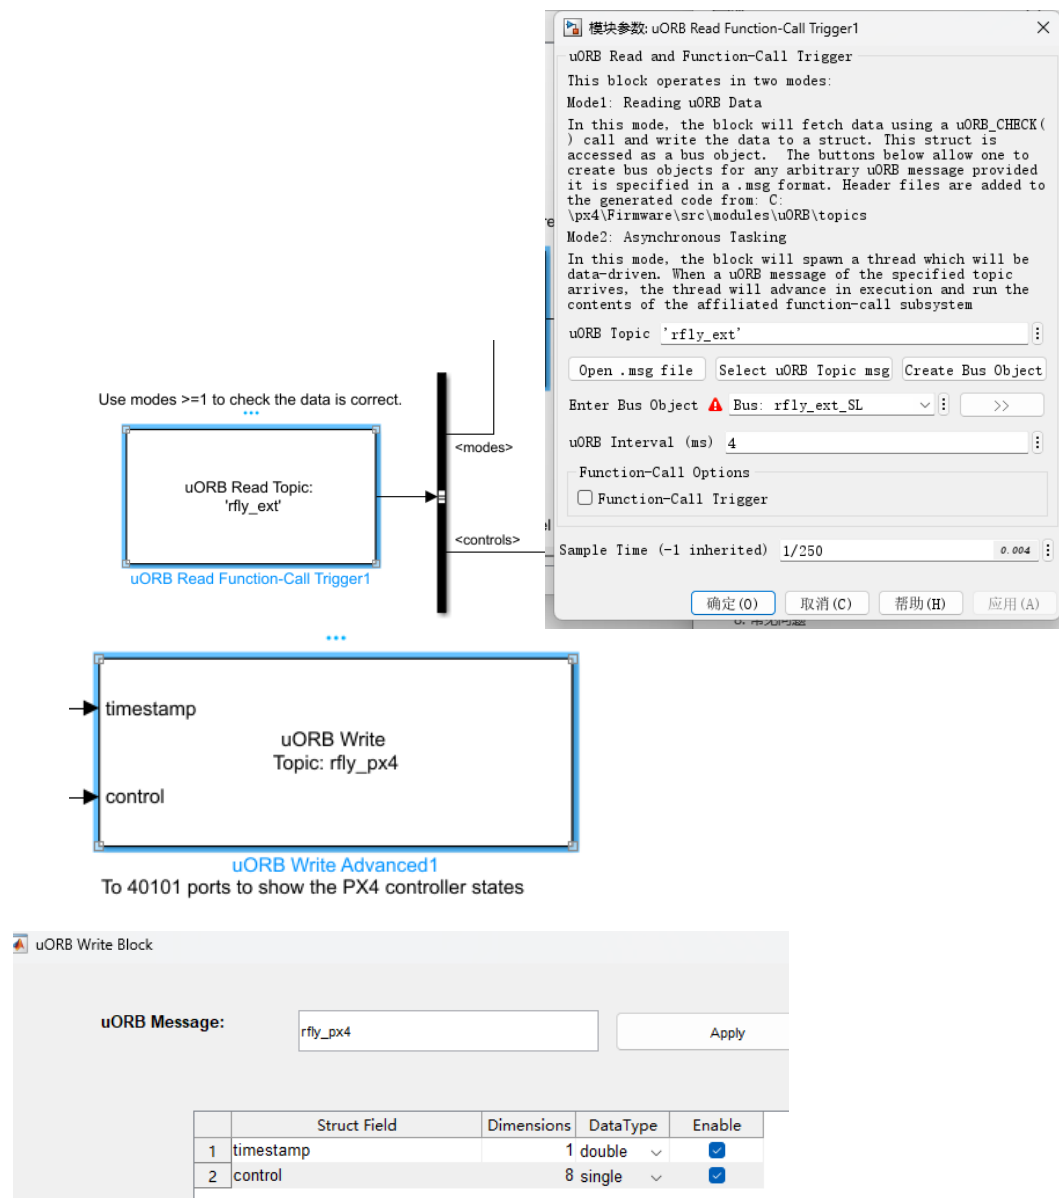 模块参数: uORB Read Function-Call Trigger1
uORB Read and Function-Call Trigger
This block operates in two modes:
Mode1: Reading uORB Data
In this mode, the block will fetch data using a uORB_CHECK(
) call and write the data to a struct. This struct is
accessed as a bus object.  The buttons below allow one to
create bus objects for any arbitrary uORB message provided
it is specified in a .msg format. Header files are added to
the generated code from: C:
\px4\Firmware\src\modules\uORB\topics
Mode2: Asynchronous Tasking
In this mode, the block will spawn a thread which will be
data-driven. When a uORB message of the specified topic
arrives, the thread will advance in execution and run the
contents of the affiliated function-call subsystem
uORB Topic 'rfly_ext'
Open .msg file Select uORB Topic msg Create Bus Object
Enter Bus Object Bus: rfly_ext_SL >>
uORB Interval (ms) 4
Function-Call Options
Function-Call Trigger
Sample Time (-1 inherited) 1/250 0.004
确定(O) 取消(C) 帮助(H) 应用(A)
Use modes >=1 to check the data is correct.
uORB Read Topic:
'rfly_ext'
<modes>
<controls>
uORB Read Function-Call Trigger1
timestamp
uORB Write
Topic: rfly_px4
control
uORB Write Advanced1
To 40101 ports to show the PX4 controller states
uORB Write Block
uORB Message: rfly_px4 Apply
Struct Field Dimensions DataType Enable
1 timestamp 1 double
2 control 8 single